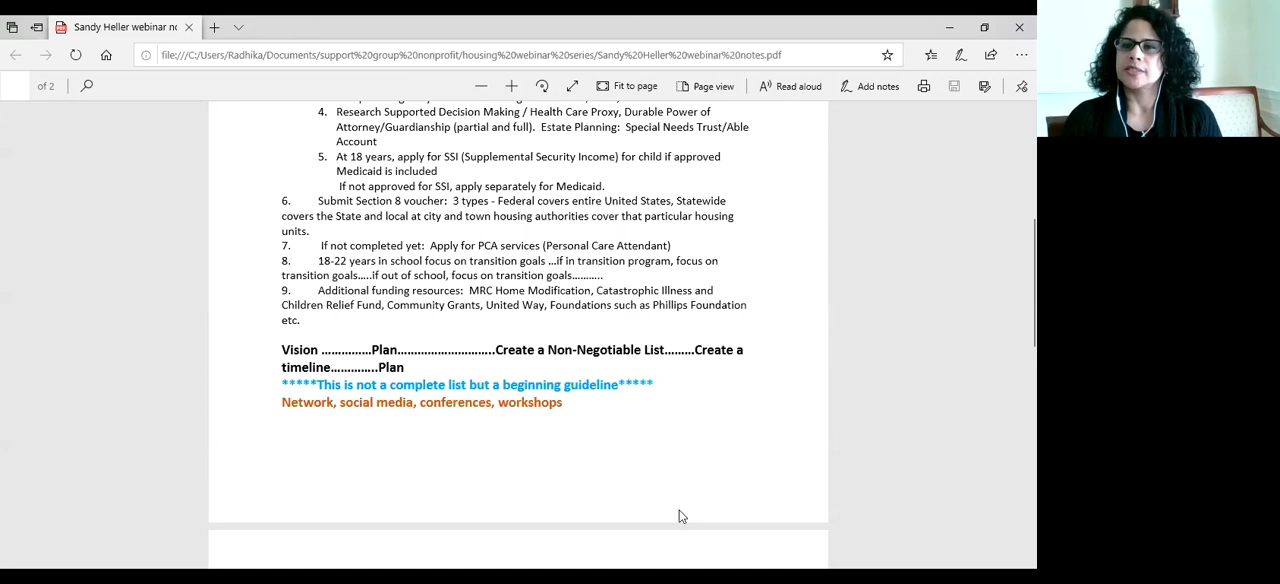 Sandy Heller webinar no
file:///C:/Users/Radhika/Documents/support%20group%20nonprofit/housing%20webinar%20series/Sandy%20Heller%20webinar%20notes.pdf
of 2
Fit to page
Page view
Read aloud
Add notes
4. Research Supported Decision Making / Health Care Proxy, Durable Power of
Attorney/Guardianship (partial and full). Estate Planning: Special Needs Trust/Able
Account
5. At 18 years, apply for SSI (Supplemental Security Income) for child if approved
Medicaid is included
If not approved for SSI, apply separately for Medicaid.
6. Submit Section 8 voucher: 3 types - Federal covers entire United States, Statewide
covers the State and local at city and town housing authorities cover that particular housing
units.
7. If not completed yet: Apply for PCA services (Personal Care Attendant)
8. 18-22 years in school focus on transition goals …if in transition program, focus on
transition goals…..if out of school, focus on transition goals………..
9. Additional funding resources: MRC Home Modification, Catastrophic Illness and
Children Relief Fund, Community Grants, United Way, Foundations such as Phillips Foundation
etc.
Vision ……………Plan………………………..Create a Non-Negotiable List………Create a
timeline…………..Plan
*****This is not a complete list but a beginning guideline*****
Network, social media, conferences, workshops